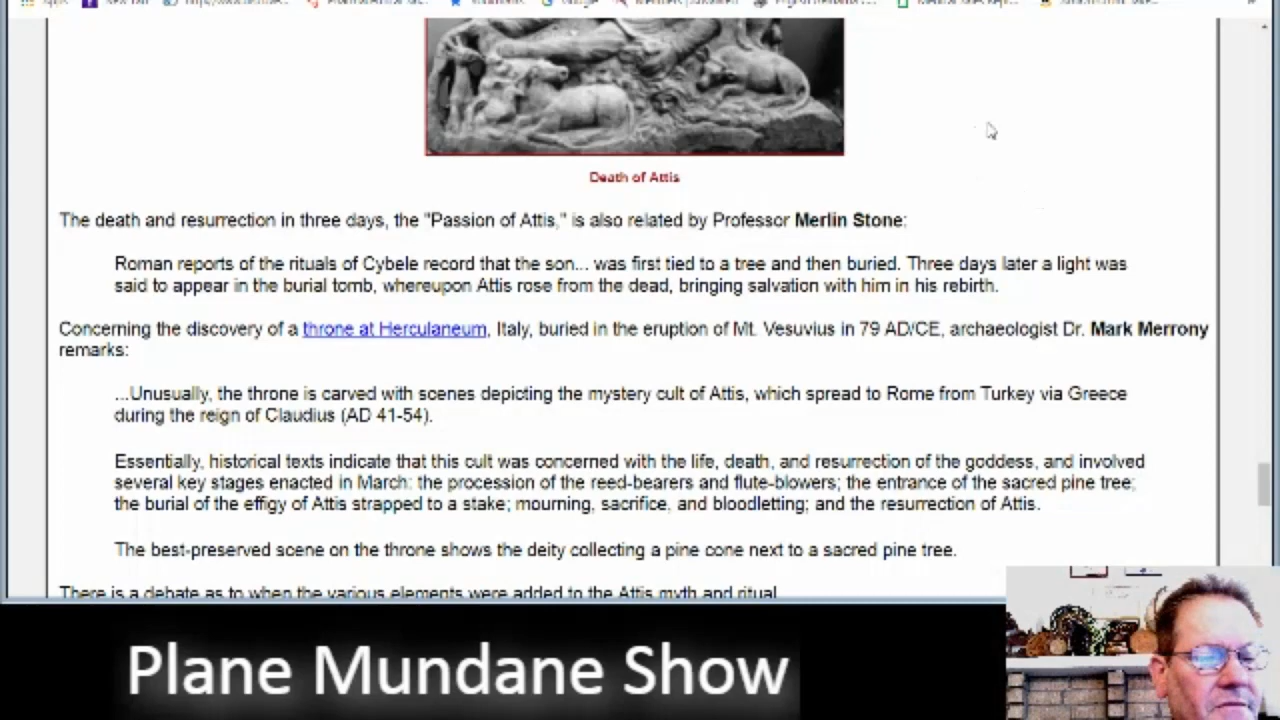 Death of Attis
The death and resurrection in three days, the "Passion of Attis," is also related by Professor Merlin Stone:
Roman reports of the rituals of Cybele record that the son... was first tied to a tree and then buried. Three days later a light was
said to appear in the burial tomb, whereupon Attis rose from the dead, bringing salvation with him in his rebirth.
Concerning the discovery of a throne at Herculaneum, Italy, buried in the eruption of Mt. Vesuvius in 79 AD/CE, archaeologist Dr. Mark Merrony
remarks:
...Unusually, the throne is carved with scenes depicting the mystery cult of Attis, which spread to Rome from Turkey via Greece
during the reign of Claudius (AD 41-54).
Essentially, historical texts indicate that this cult was concerned with the life, death, and resurrection of the goddess, and involved
several key stages enacted in March: the procession of the reed-bearers and flute-blowers; the entrance of the sacred pine tree;
the burial of the effigy of Attis strapped to a stake; mourning, sacrifice, and bloodletting; and the resurrection of Attis.
The best-preserved scene on the throne shows the deity collecting a pine cone next to a sacred pine tree.
There is a debate as to when the various elements were added to the Attis myth and ritual
Plane Mundane Show